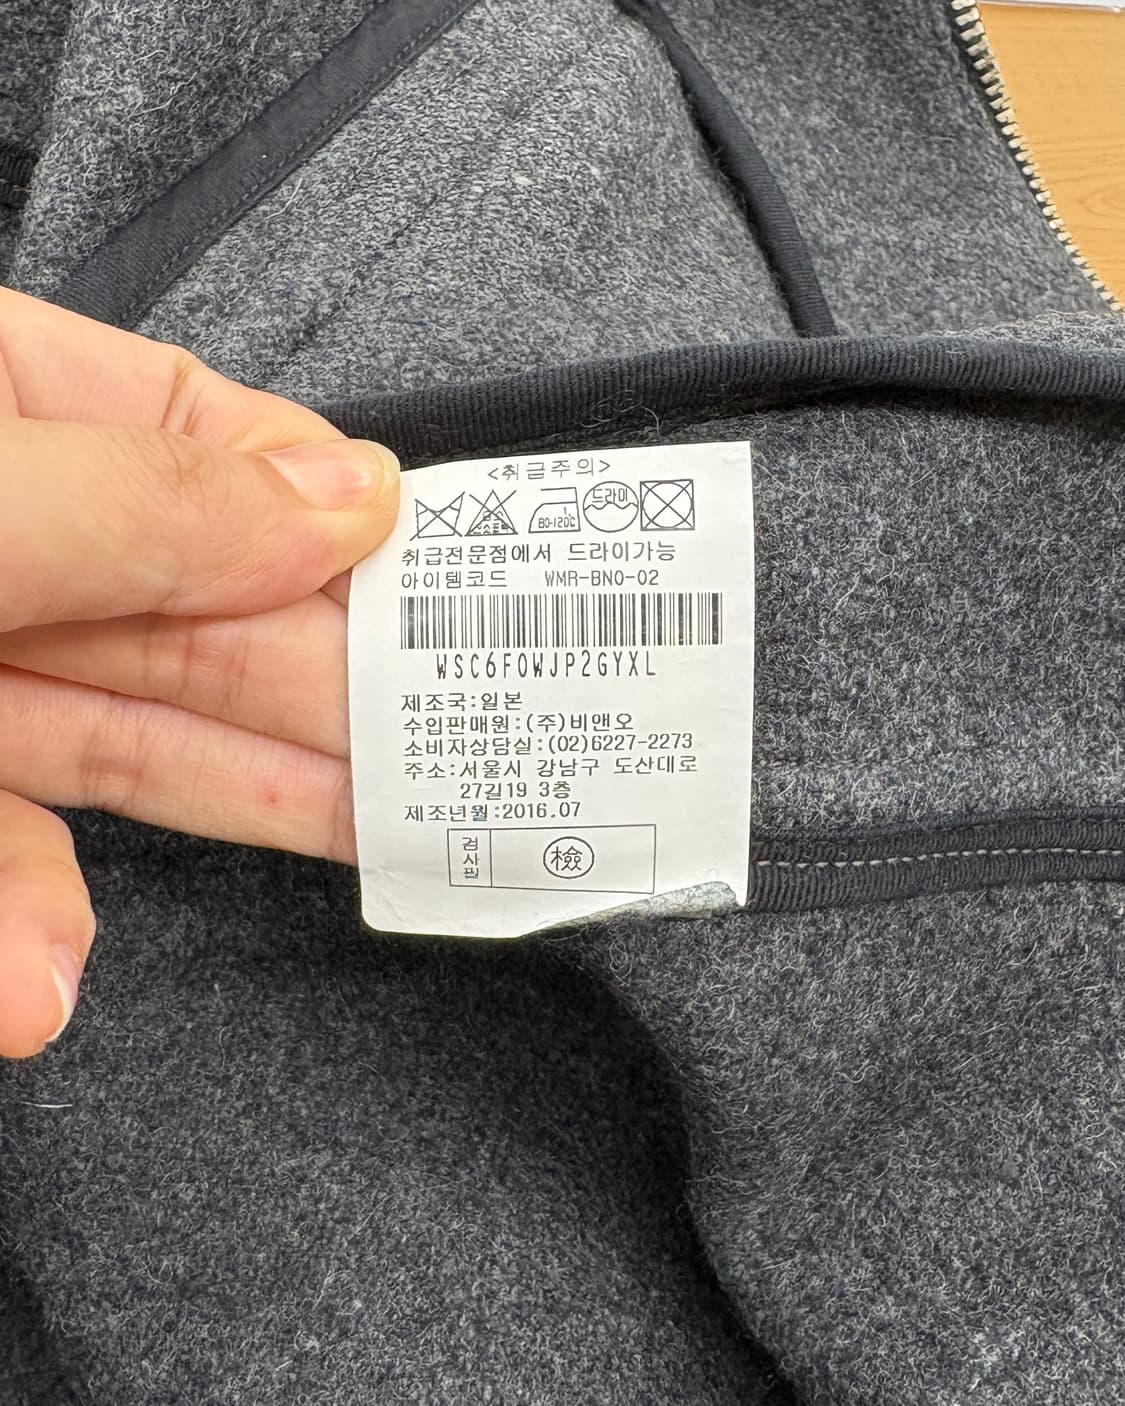 <취급주의>
80-120℃
드라이
취급전문점에서 드라이가능
아이템코드 WMR-BNO-02
WSC6F0WJP2GYXL
제조국:일본
수입판매원:(주)비앤오
소비자상담실:(02)6227-2273
주소:서울시 강남구 도산대로
27길19 3층
제조년월:2016.07
검사필
檢